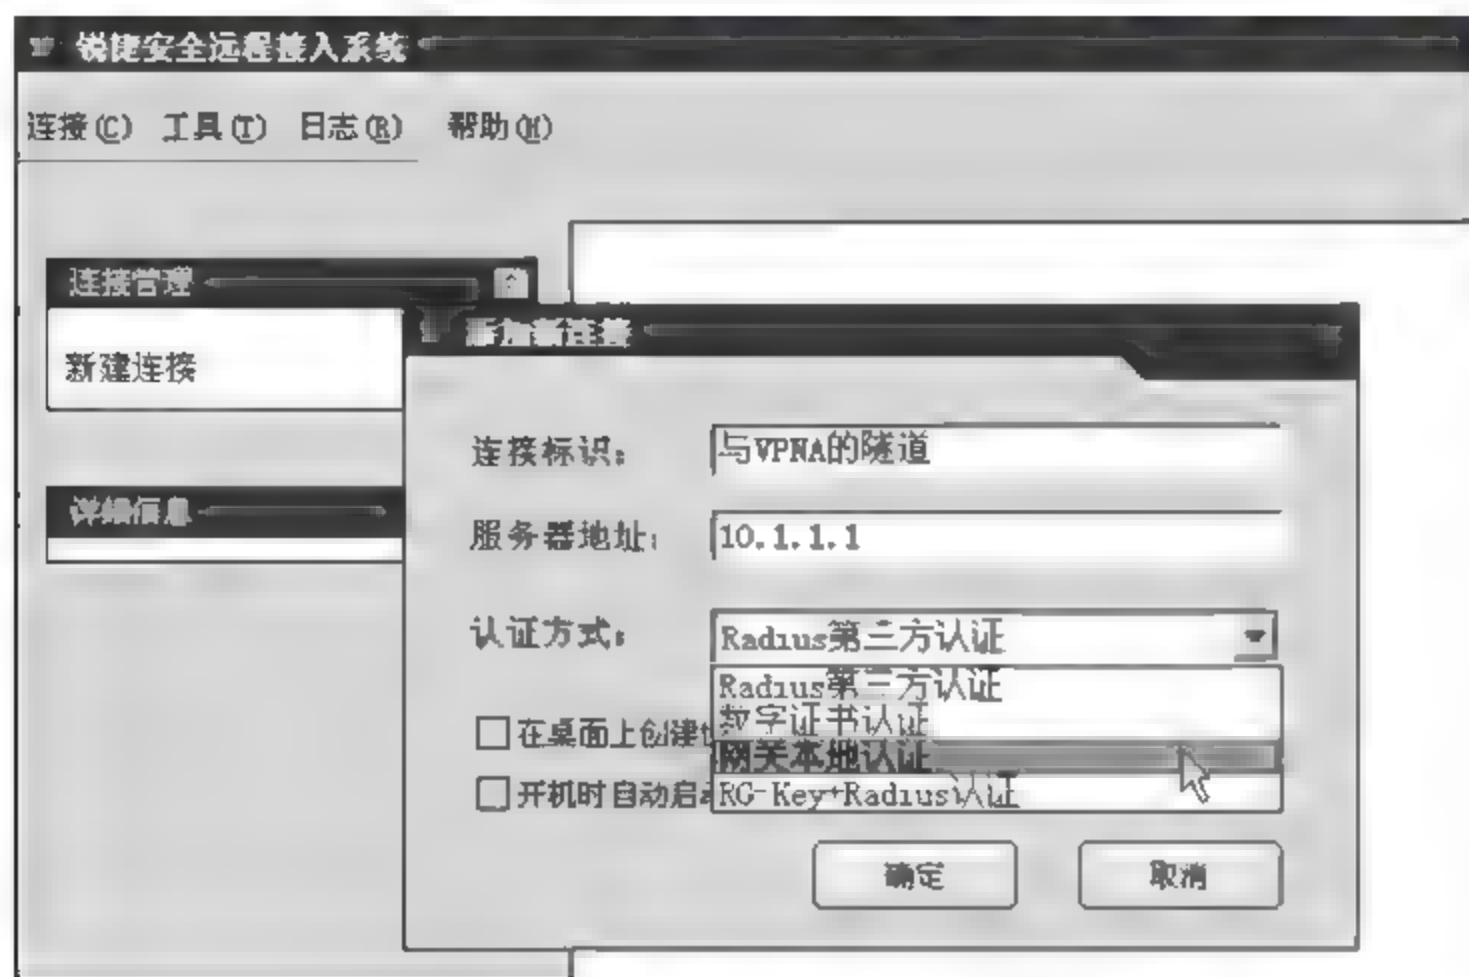 锐捷安全远程接入系统
连接(C) 工具(T) 日志(R) 帮助(H)
连接管理
新建连接
添加新连接
详细信息
连接标识: 与VPNA的隧道
服务器地址: 10.1.1.1
认证方式: Radius第三方认证
Radius第三方认证
数字证书认证
在桌面上创建
网关本地认证
开机时自动启
RG-Key+Radius认证
确定 取消